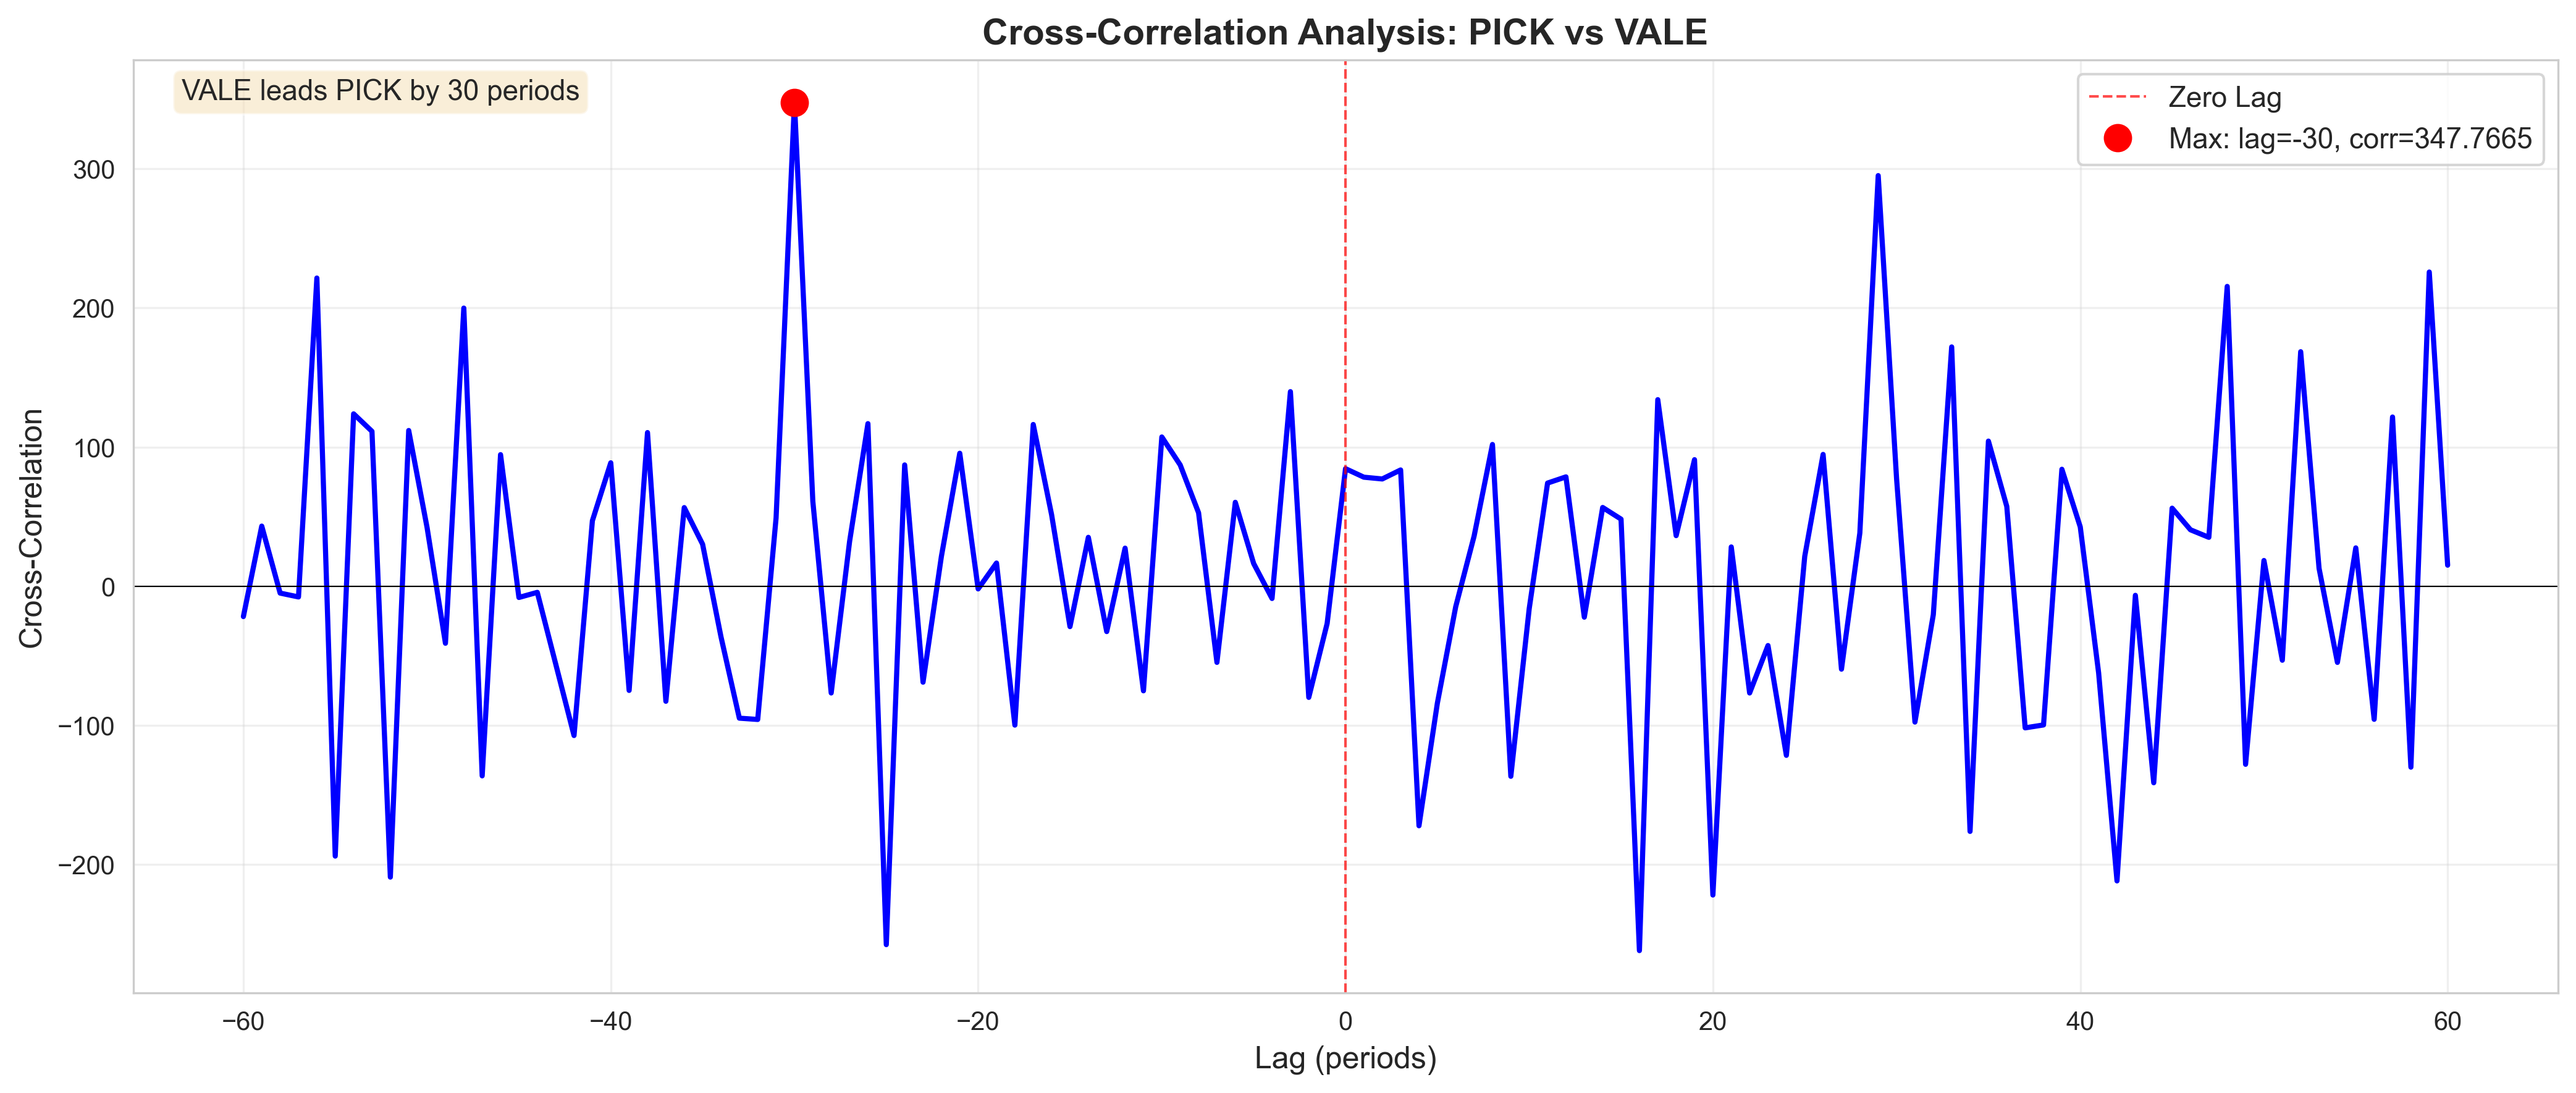 Cross-Correlation Analysis: PICK vs VALE
VALE leads PICK by 30 periods
Zero Lag
Max: lag=-30, corr=347.7665
Cross-Correlation
300
200
100
0
−100
−200
−60
−40
−20
0
20
40
60
Lag (periods)